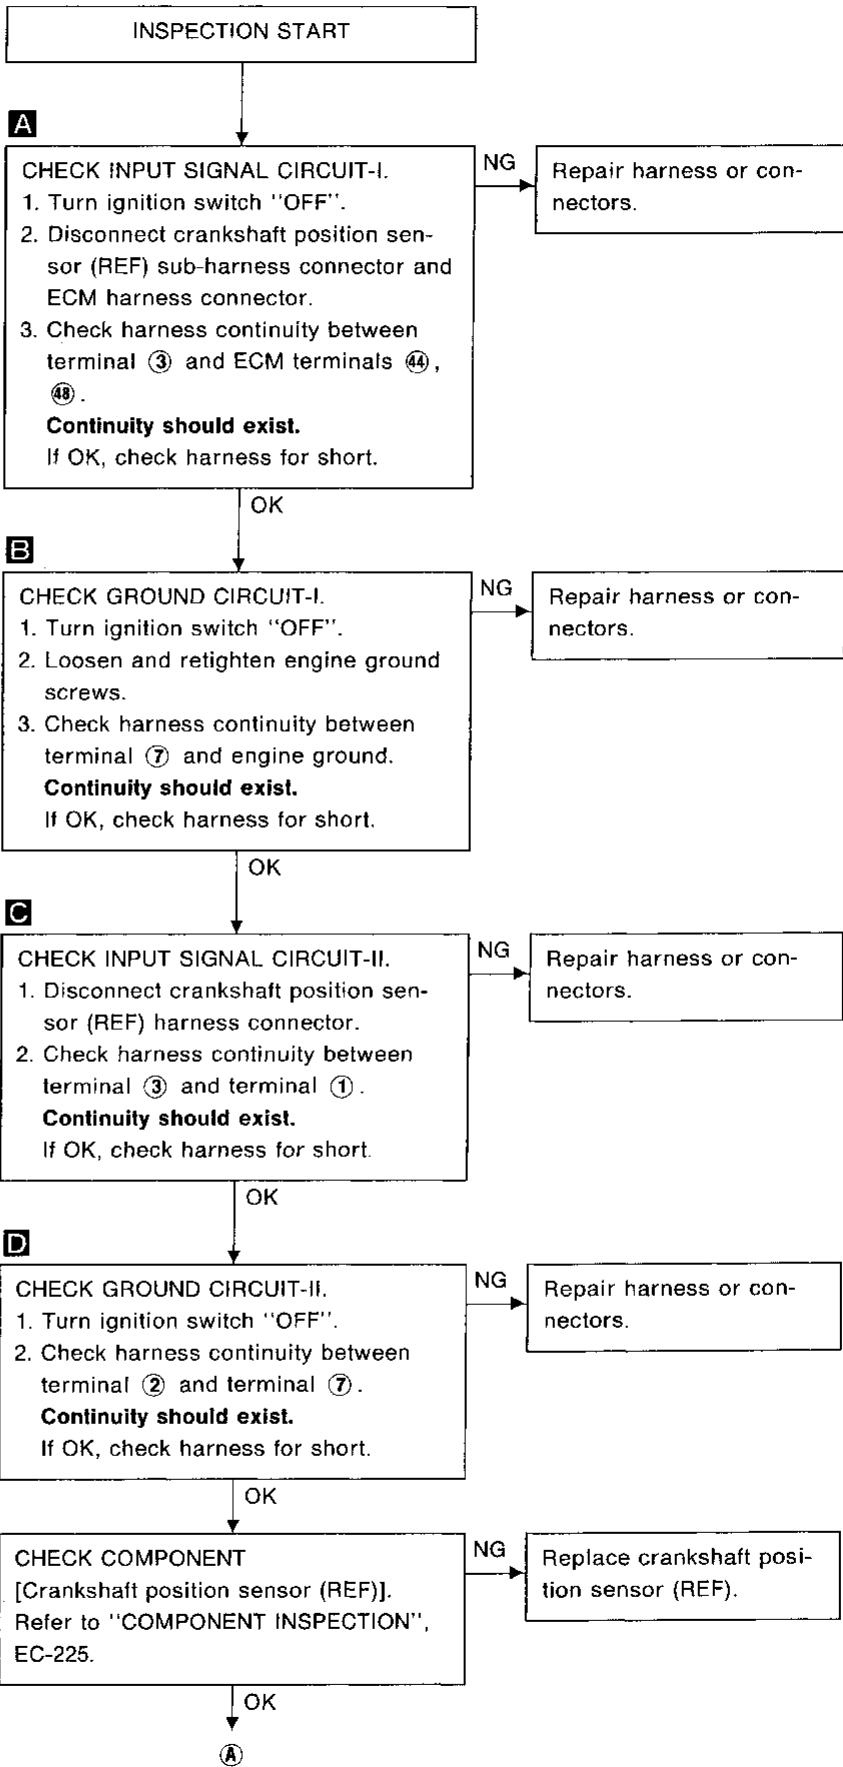 INSPECTION START
A
CHECK INPUT SIGNAL CIRCUIT-I.
1. Turn ignition switch "OFF".
2. Disconnect crankshaft position sen-
sor (REF) sub-harness connector and
ECM harness connector.
3. Check harness continuity between
terminal ③ and ECM terminals ㊹,
㊽.
Continuity should exist.
If OK, check harness for short.
NG
Repair harness or con-
nectors.
OK
B
CHECK GROUND CIRCUIT-I.
1. Turn ignition switch "OFF".
2. Loosen and retighten engine ground
screws.
3. Check harness continuity between
terminal ⑦ and engine ground.
Continuity should exist.
If OK, check harness for short.
NG
Repair harness or con-
nectors.
OK
C
CHECK INPUT SIGNAL CIRCUIT-II.
1. Disconnect crankshaft position sen-
sor (REF) harness connector.
2. Check harness continuity between
terminal ③ and terminal ①.
Continuity should exist.
If OK, check harness for short.
NG
Repair harness or con-
nectors.
OK
D
CHECK GROUND CIRCUIT-II.
1. Turn ignition switch "OFF".
2. Check harness continuity between
terminal ② and terminal ⑦.
Continuity should exist.
If OK, check harness for short.
NG
Repair harness or con-
nectors.
OK
CHECK COMPONENT
[Crankshaft position sensor (REF)].
Refer to "COMPONENT INSPECTION",
EC-225.
NG
Replace crankshaft posi-
tion sensor (REF).
OK
Ⓐ